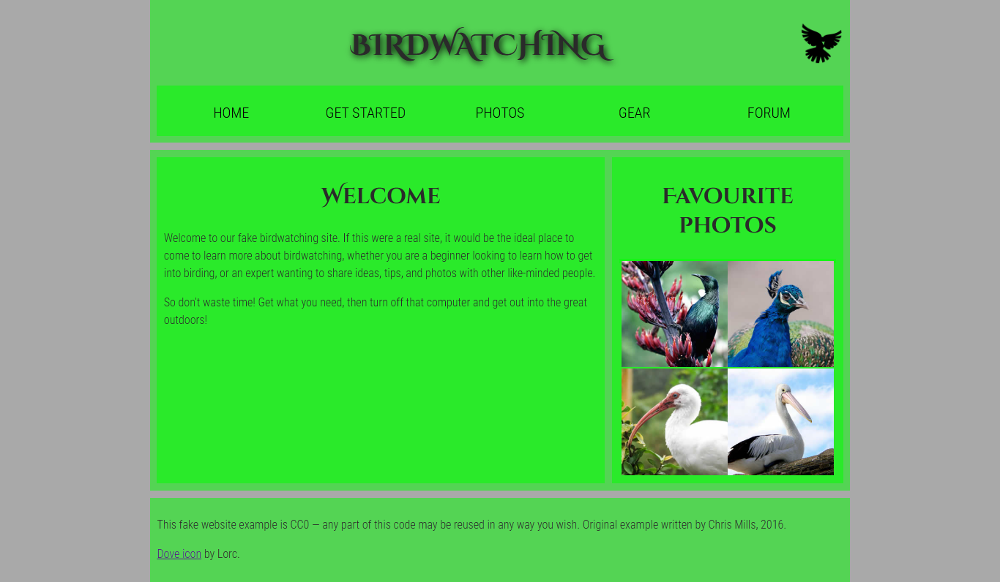 BIRDWATCHING
HOME GET STARTED PHOTOS GEAR FORUM
Welcome
Welcome to our fake birdwatching site. If this were a real site, it would be the ideal place to
come to learn more about birdwatching, whether you are a beginner looking to learn how to get
into birding, or an expert wanting to share ideas, tips, and photos with other like-minded people.
So don't waste time! Get what you need, then turn off that computer and get out into the great
outdoors!
Favourite
photos
This fake website example is CC0 — any part of this code may be reused in any way you wish. Original example written by Chris Mills, 2016.
Dove icon by Lorc.